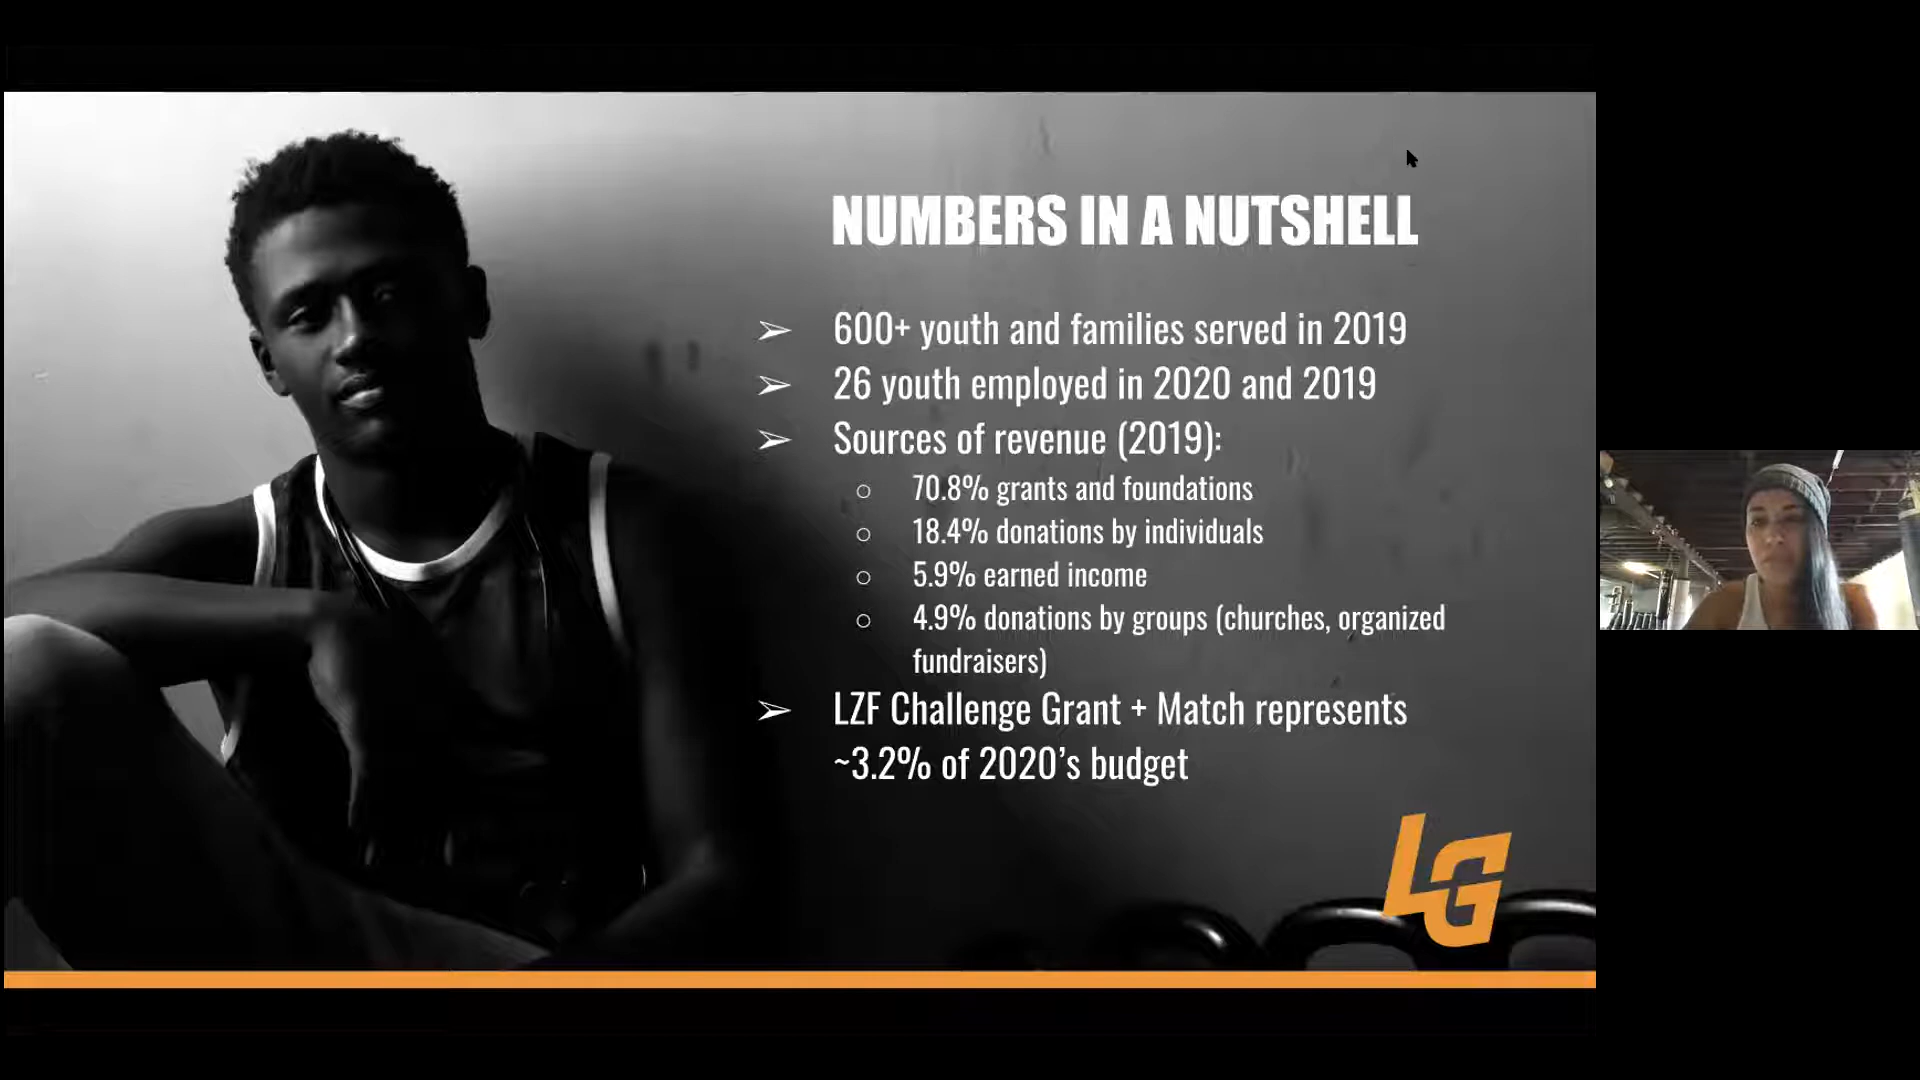 NUMBERS IN A NUTSHELL
➢ 600+ youth and families served in 2019
➢ 26 youth employed in 2020 and 2019
➢ Sources of revenue (2019):
○ 70.8% grants and foundations
○ 18.4% donations by individuals
○ 5.9% earned income
○ 4.9% donations by groups (churches, organized
fundraisers)
➢ LZF Challenge Grant + Match represents
~3.2% of 2020’s budget
LG